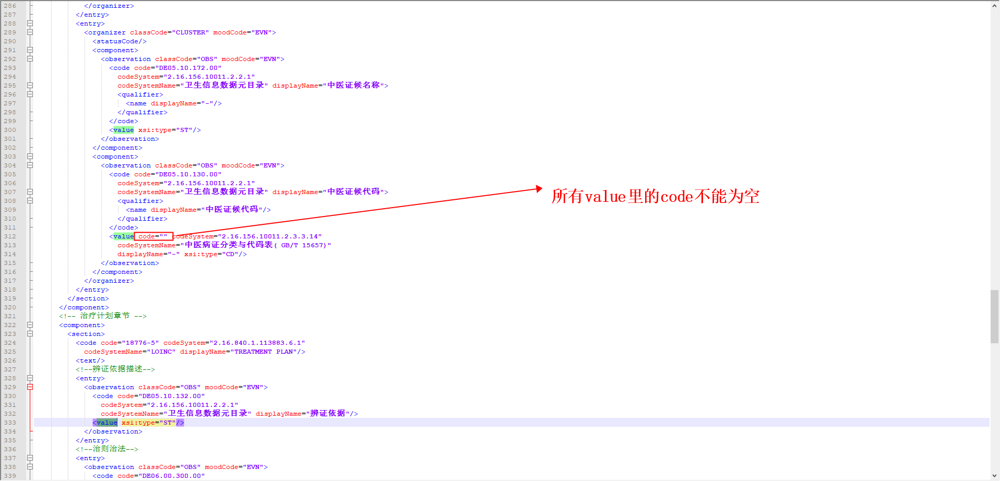 286 </organizer>
287 </entry>
288 <entry>
289 <organizer classCode="CLUSTER" moodCode="EVN">
290 <statusCode/>
291 <component>
292 <observation classCode="OBS" moodCode="EVN">
293 <code code="DE05.10.172.00"
294 codeSystem="2.16.156.10011.2.2.1"
295 codeSystemName="卫生信息数据元目录" displayName="中医证候名称">
296 <qualifier>
297 <name displayName="-"/>
298 </qualifier>
299 </code>
300 <value xsi:type="ST"/>
301 </observation>
302 </component>
303 <component>
304 <observation classCode="OBS" moodCode="EVN">
305 <code code="DE05.10.130.00"
306 codeSystem="2.16.156.10011.2.2.1"
307 codeSystemName="卫生信息数据元目录" displayName="中医证候代码">
308 <qualifier>
309 <name displayName="中医证候代码"/>
310 </qualifier>
311 </code>
312 <value code="" codeSystem="2.16.156.10011.2.3.3.14"
313 codeSystemName="中医病证分类与代码表( GB/T 15657)"
314 displayName="-" xsi:type="CD"/>
315 </observation>
316 </component>
317 </organizer>
318 </entry>
319 </section>
320 </component>
321 <!-- 治疗计划章节 -->
322 <component>
323 <section>
324 <code code="18776-5" codeSystem="2.16.840.1.113883.6.1"
325 codeSystemName="LOINC" displayName="TREATMENT PLAN"/>
326 <text/>
327 <!--辨证依据描述-->
328 <entry>
329 <observation classCode="OBS" moodCode="EVN">
330 <code code="DE05.10.132.00"
331 codeSystem="2.16.156.10011.2.2.1"
332 codeSystemName="卫生信息数据元目录" displayName="辨证依据"/>
333 <value xsi:type="ST"/>
334 </observation>
335 </entry>
336 <!--治则治法-->
337 <entry>
338 <observation classCode="OBS" moodCode="EVN">
339 <code code="DE06.00.300.00"
所有value里的code不能为空